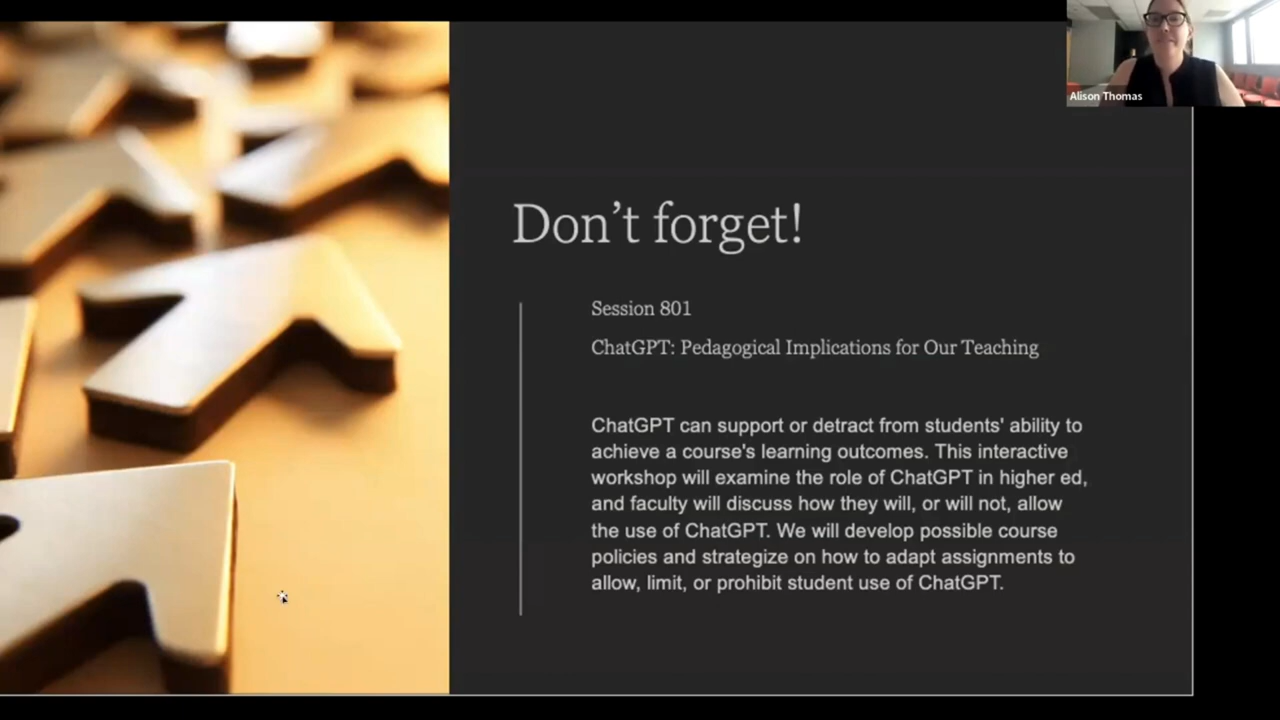 Alison Thomas
Don’t forget!
Session 801
ChatGPT: Pedagogical Implications for Our Teaching
ChatGPT can support or detract from students' ability to
achieve a course's learning outcomes. This interactive
workshop will examine the role of ChatGPT in higher ed,
and faculty will discuss how they will, or will not, allow
the use of ChatGPT. We will develop possible course
policies and strategize on how to adapt assignments to
allow, limit, or prohibit student use of ChatGPT.